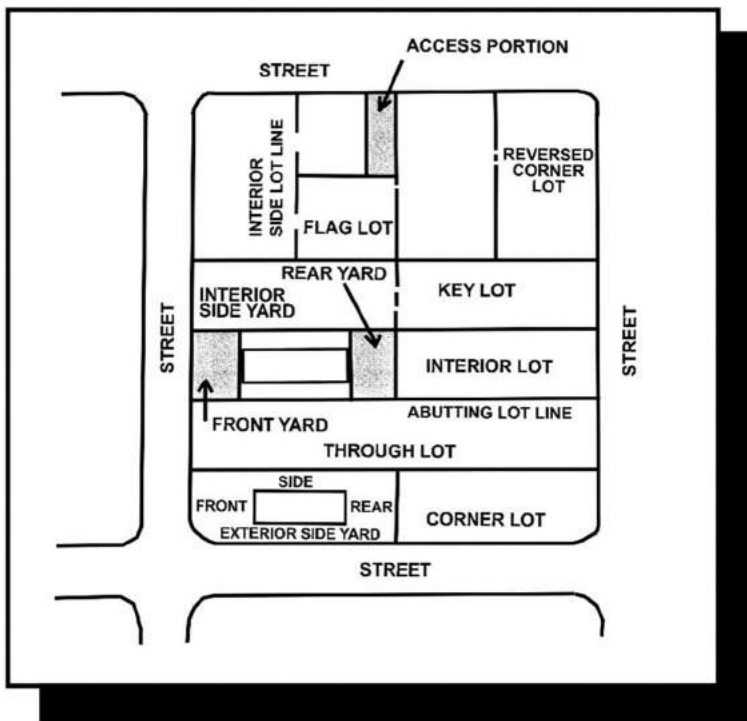 ACCESS PORTION
STREET
INTERIOR
SIDE LOT LINE
REVERSED
CORNER
LOT
FLAG LOT
REAR YARD
INTERIOR
SIDE YARD
KEY LOT
STREET
STREET
INTERIOR LOT
ABUTTING LOT LINE
FRONT YARD
THROUGH LOT
SIDE
FRONT
REAR
EXTERIOR SIDE YARD
CORNER LOT
STREET